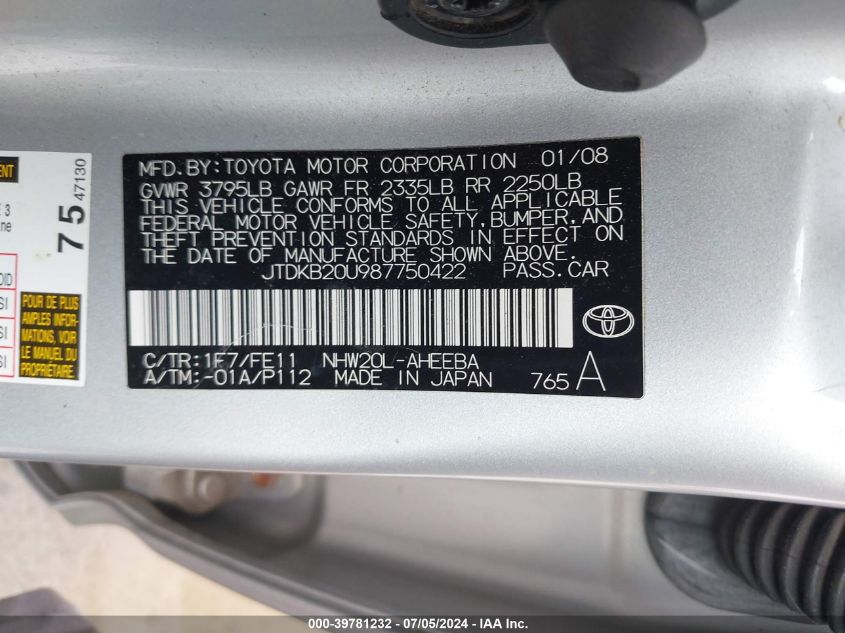 MFD.BY:TOYOTA MOTOR CORPORATION 01/08
GVWR 3795LB GAWR FR 2335LB RR 2250LB
THIS VEHICLE CONFORMS TO ALL APPLICABLE
FEDERAL MOTOR VEHICLE SAFETY, BUMPER, AND
THEFT PREVENTION STANDARDS IN EFFECT ON
THE DATE OF MANUFACTURE SHOWN ABOVE.
JTDKB20U987750422 PASS.CAR
C/TR:1F7/FE11 NHW20L-AHEEBA
A/TM:-01A/P112 MADE IN JAPAN 765 A
75 47130
POUR DE PLUS
AMPLES INFOR-
MATIONS, VOIR
LE MANUEL DU
000-39781232 - 07/05/2024 - IAA Inc.